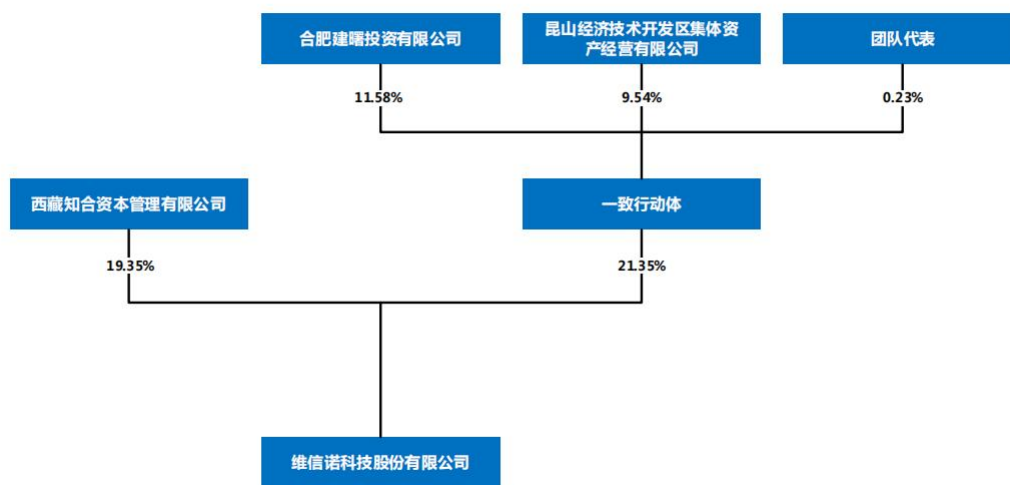 合肥建曙投资有限公司
昆山经济技术开发区集体资
产经营有限公司
团队代表
11.58%
9.54%
0.23%
西藏知合资本管理有限公司
一致行动体
19.35%
21.35%
维信诺科技股份有限公司